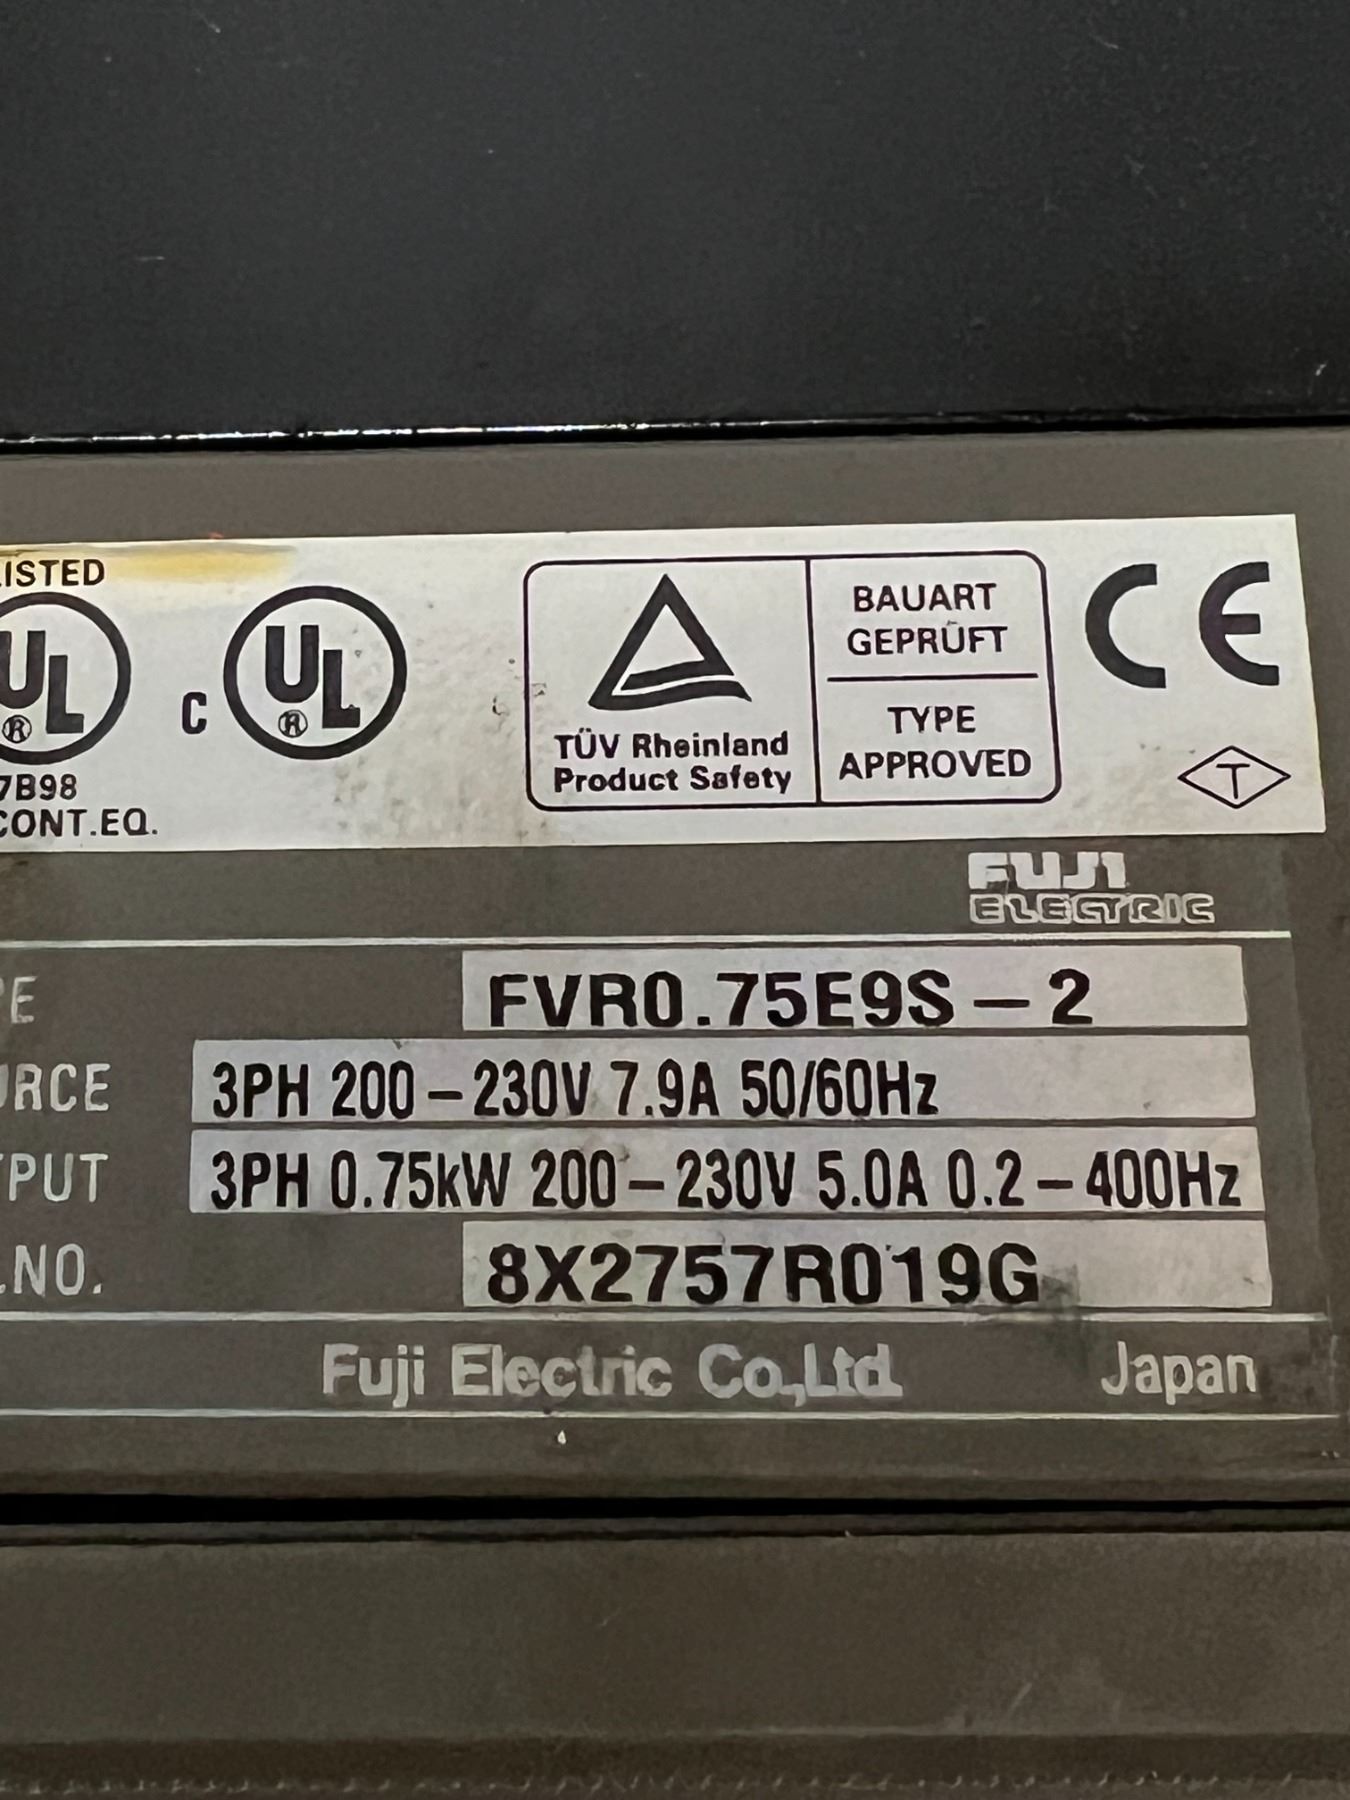 LISTED
UL
®
C
UL
®
7B98
CONT.EQ.
TÜV Rheinland
Product Safety
BAUART
GEPRÜFT
TYPE
APPROVED
CE
T
FUJI
ELECTRIC
PE FVR0.75E9S-2
URCE 3PH 200-230V 7.9A 50/60Hz
TPUT 3PH 0.75kW 200-230V 5.0A 0.2-400Hz
.NO. 8X2757R019G
Fuji Electric Co.,Ltd. Japan